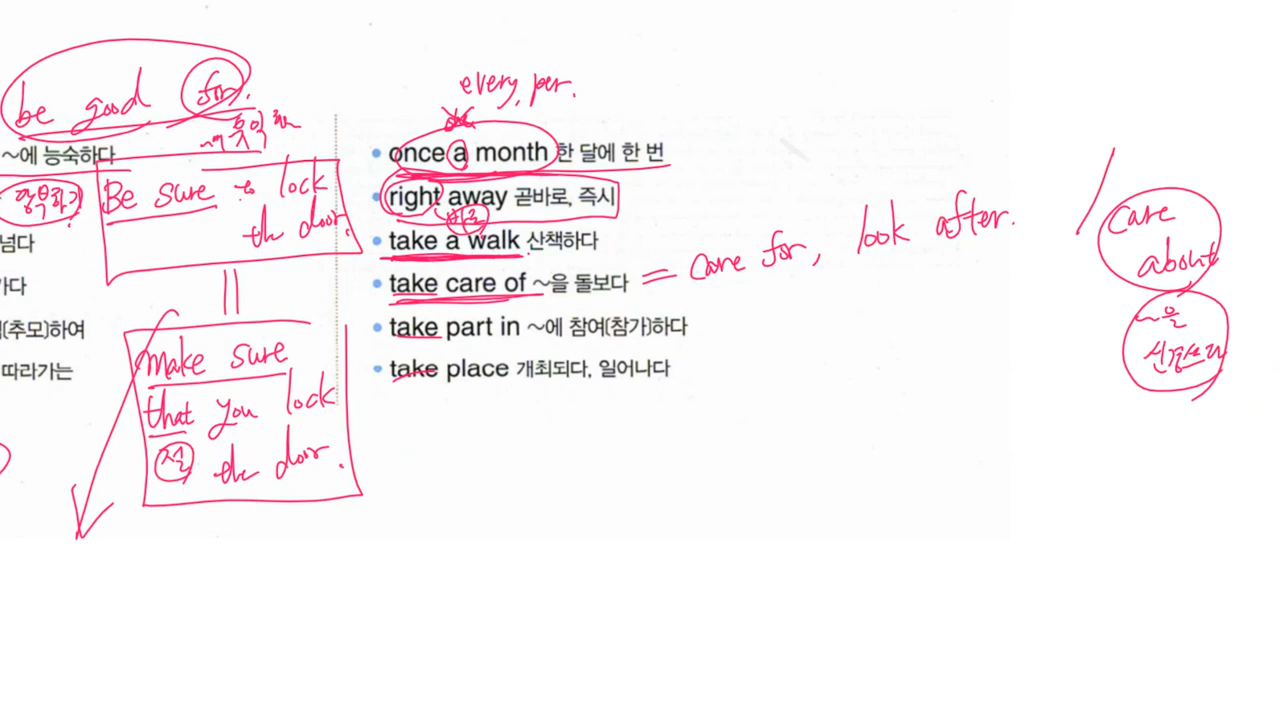 be good for.
~에 능숙하다
Be sure to lock
the door.
넘다
가다
(추모)하여
따라가는
make sure
that you lock
절 the door.
every, per.
• once a month 한 달에 한 번
• right away 곧바로, 즉시
바로
• take a walk 산책하다
• take care of ~을 돌보다 = care for, look after.
• take part in ~에 참여(참가)하다
• take place 개최되다, 일어나다
care
about
~을
신경쓰다